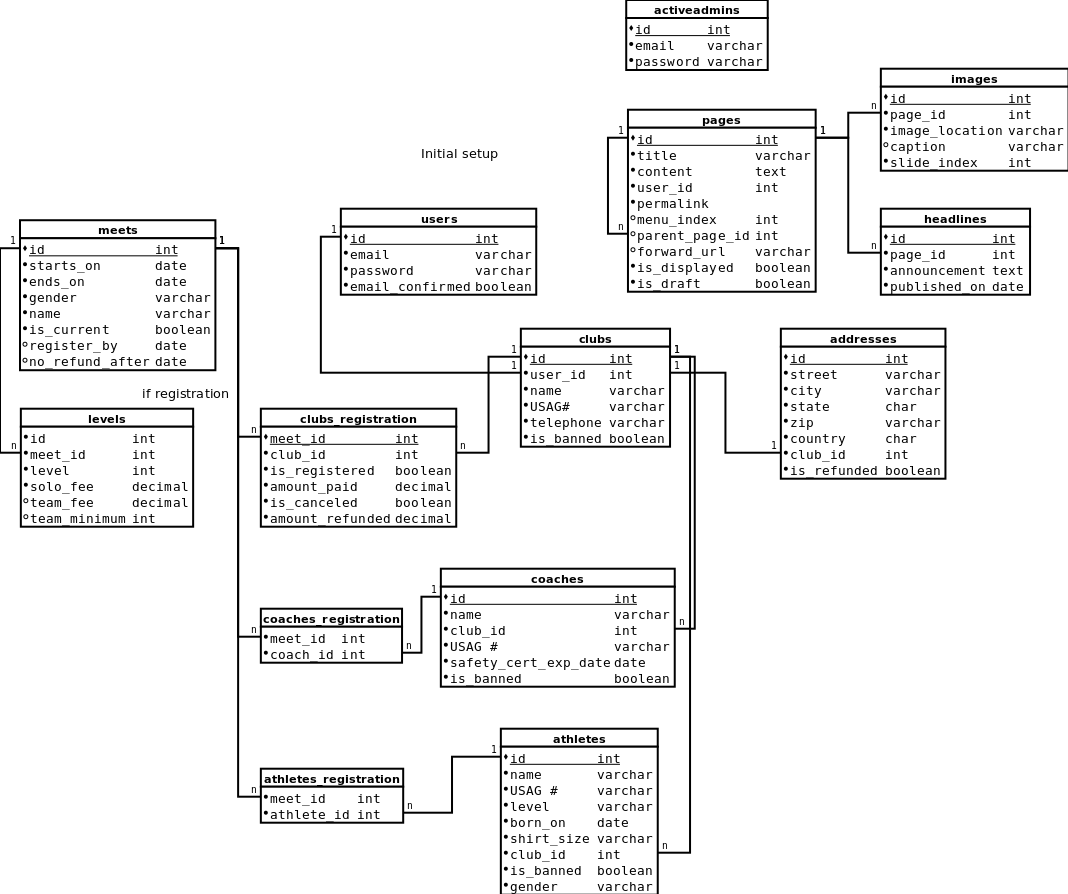 activeadmins
id int
email varchar
password varchar
images
id int
page_id int
image_location varchar
caption varchar
slide_index int
n
pages
id int
title varchar
content text
user_id int
permalink
menu_index int
parent_page_id int
forward_url varchar
is_displayed boolean
is_draft boolean
1
n
1
Initial setup
headlines
id int
page_id int
announcement text
published_on date
n
users
id int
email varchar
password varchar
email_confirmed boolean
1
meets
id int
starts_on date
ends_on date
gender varchar
name varchar
is_current boolean
register_by date
no_refund_after date
1
1
if registration
clubs
id int
user_id int
name varchar
USAG# varchar
telephone varchar
is_banned boolean
1
1
1
1
addresses
id int
street varchar
city varchar
state char
zip varchar
country char
club_id int
is_refunded boolean
1
levels
id int
meet_id int
level int
solo_fee decimal
team_fee decimal
team_minimum int
n
clubs_registration
meet_id int
club_id int
is_registered boolean
amount_paid decimal
is_canceled boolean
amount_refunded decimal
n
n
coaches
id int
name varchar
club_id int
USAG # varchar
safety_cert_exp_date date
is_banned boolean
1
n
coaches_registration
meet_id int
coach_id int
n
n
athletes
id int
name varchar
USAG # varchar
level varchar
born_on date
shirt_size varchar
club_id int
is_banned boolean
gender varchar
1
n
athletes_registration
meet_id int
athlete_id int
n
n